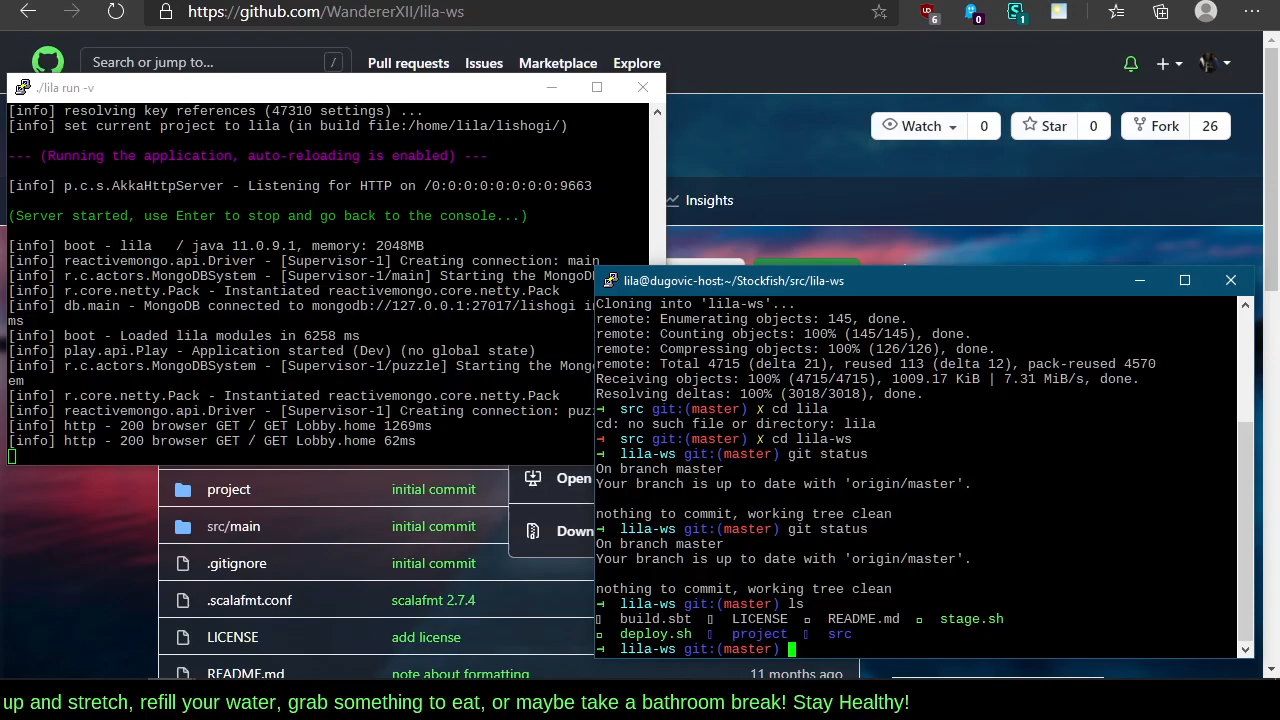 https://github.com/WandererXII/lila-ws
6
0
1
Search or jump to...
/
Pull requests
Issues
Marketplace
Explore
Watch
0
Star
0
Fork
26
Insights
./lila run -v
[info] resolving key references (47310 settings) ...
[info] set current project to lila (in build file:/home/lila/lishogi/)
--- (Running the application, auto-reloading is enabled) ---
[info] p.c.s.AkkaHttpServer - Listening for HTTP on /0:0:0:0:0:0:0:0:9663
(Server started, use Enter to stop and go back to the console...)
[info] boot - lila   / java 11.0.9.1, memory: 2048MB
[info] reactivemongo.api.Driver - [Supervisor-1] Creating connection: main
[info] r.c.actors.MongoDBSystem - [Supervisor-1/main] Starting the MongoD
[info] r.core.netty.Pack - Instantiated reactivemongo.core.netty.Pack
[info] db.main - MongoDB connected to mongodb://127.0.0.1:27017/lishogi i
ms
[info] boot - Loaded lila modules in 6258 ms
[info] play.api.Play - Application started (Dev) (no global state)
[info] r.c.actors.MongoDBSystem - [Supervisor-1/puzzle] Starting the Mong
em
[info] r.core.netty.Pack - Instantiated reactivemongo.core.netty.Pack
[info] reactivemongo.api.Driver - [Supervisor-1] Creating connection: puz
[info] http - 200 browser GET / GET Lobby.home 1269ms
[info] http - 200 browser GET / GET Lobby.home 62ms
lila@dugovic-host:~/Stockfish/src/lila-ws
Cloning into 'lila-ws'...
remote: Enumerating objects: 145, done.
remote: Counting objects: 100% (145/145), done.
remote: Compressing objects: 100% (126/126), done.
remote: Total 4715 (delta 21), reused 113 (delta 12), pack-reused 4570
Receiving objects: 100% (4715/4715), 1009.17 KiB | 7.31 MiB/s, done.
Resolving deltas: 100% (3018/3018), done.
src git:(master) ✗ cd lila
cd: no such file or directory: lila
src git:(master) ✗ cd lila-ws
lila-ws git:(master) git status
On branch master
Your branch is up to date with 'origin/master'.
nothing to commit, working tree clean
lila-ws git:(master) git status
On branch master
Your branch is up to date with 'origin/master'.
nothing to commit, working tree clean
lila-ws git:(master) ls
build.sbt   LICENSE   README.md   stage.sh
deploy.sh   project   src
lila-ws git:(master)
Open
Down
project initial commit
src/main initial commit
.gitignore initial commit
.scalafmt.conf scalafmt 2.7.4
LICENSE add license
README.md note about formatting 11 months ago
up and stretch, refill your water, grab something to eat, or maybe take a bathroom break! Stay Healthy!